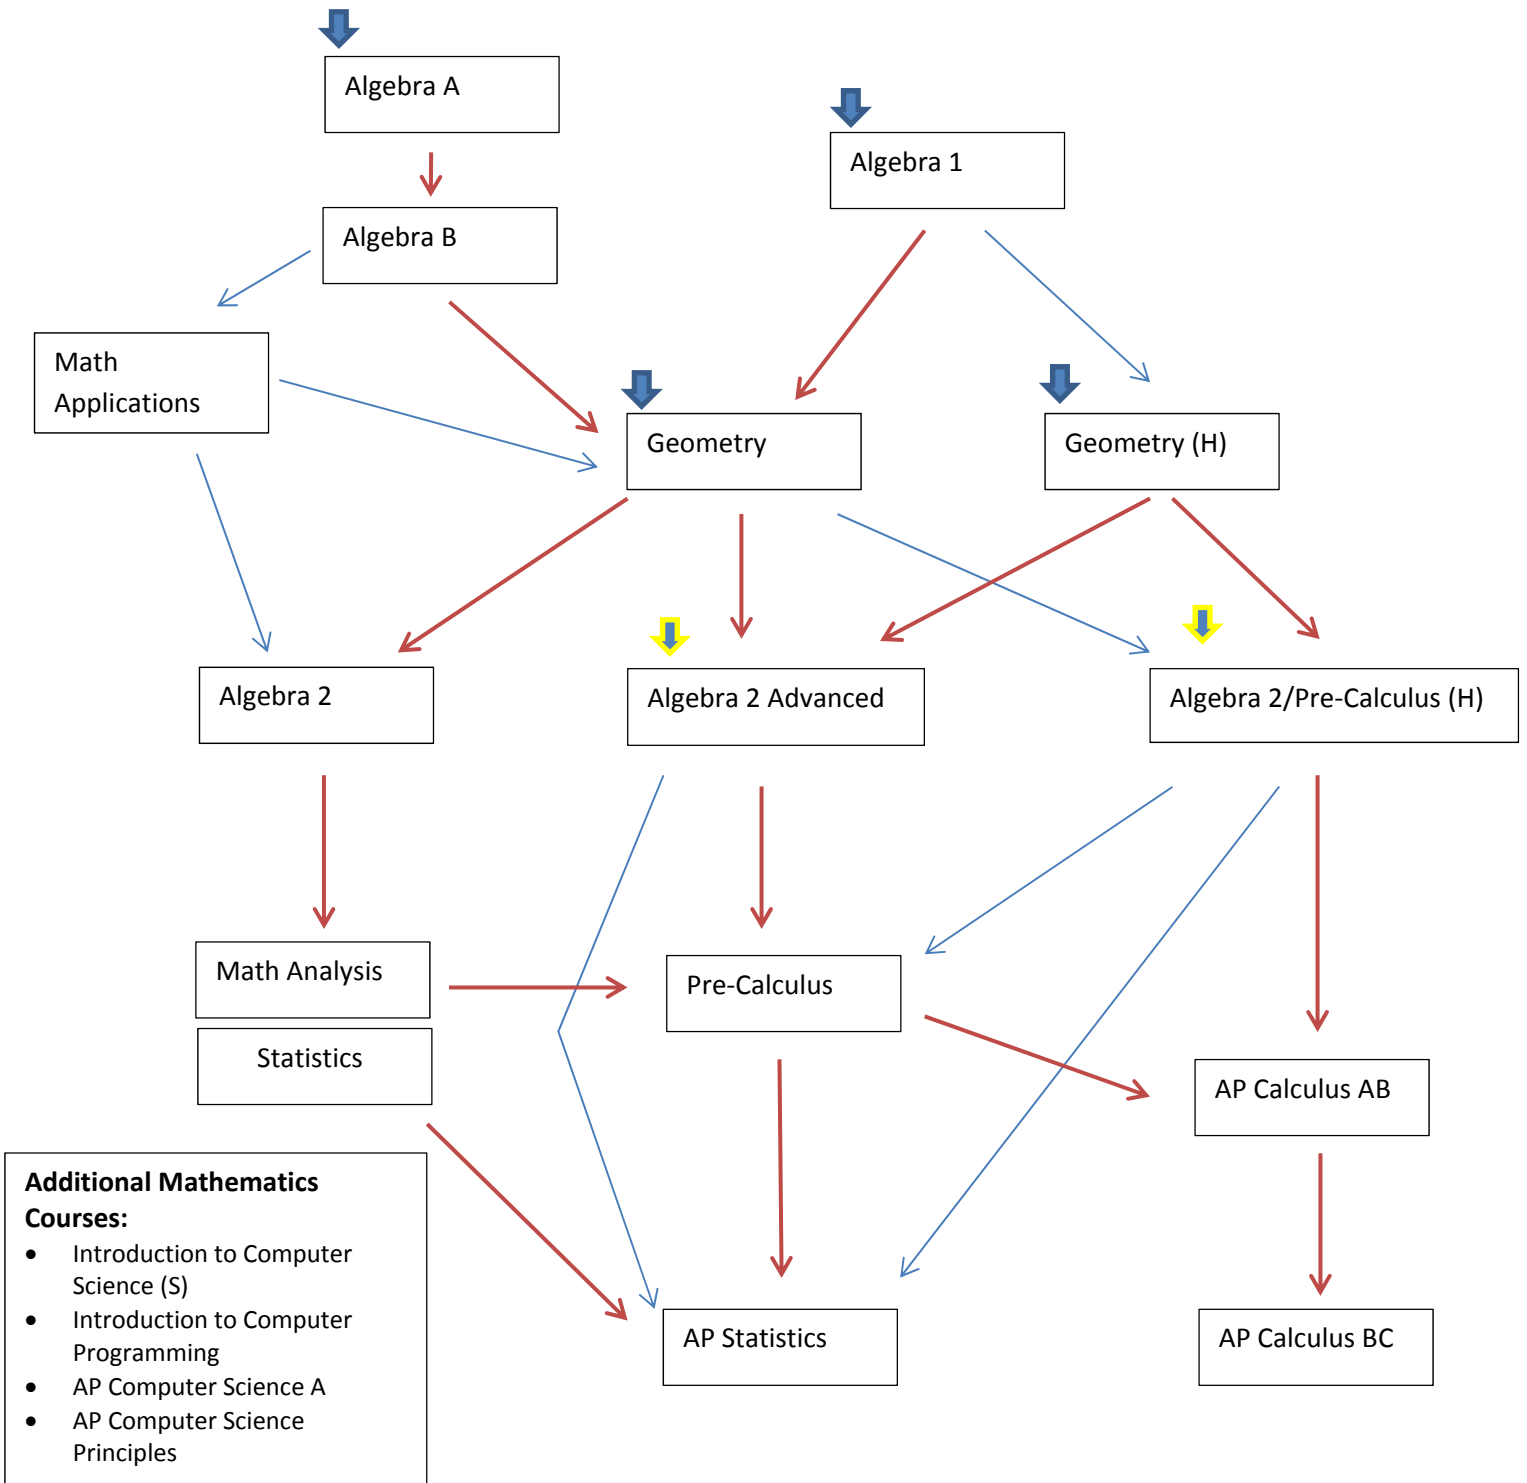 Algebra A
Algebra 1
Algebra B
Math
Applications
Geometry
Geometry (H)
Algebra 2
Algebra 2 Advanced
Algebra 2/Pre-Calculus (H)
Math Analysis
Pre-Calculus
Statistics
AP Calculus AB
Additional Mathematics
Courses:
• Introduction to Computer
Science (S)
• Introduction to Computer
Programming
• AP Computer Science A
• AP Computer Science
Principles
AP Statistics
AP Calculus BC